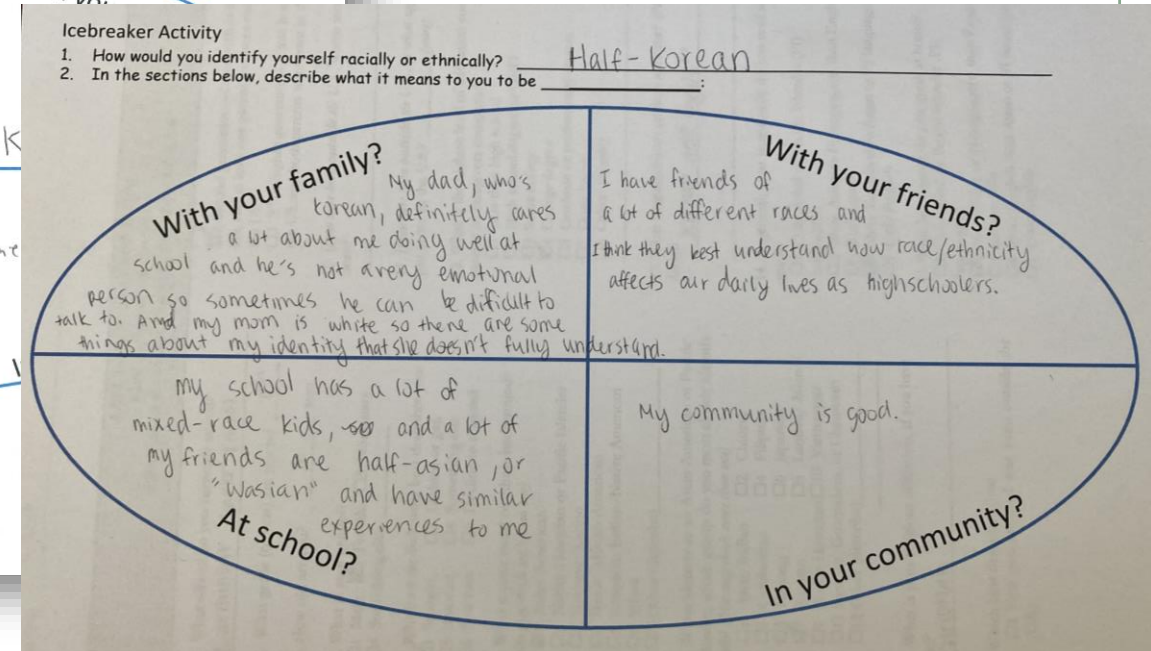 Icebreaker Activity
1. How would you identify yourself racially or ethnically? Half-Korean
2. In the sections below, describe what it means to you to be ____________:
With your family?
My dad, who's
korean, definitely cares
a lot about me doing well at
school and he's not a very emotional
person so sometimes he can be dificult to
talk to. And my mom is white so there are some
things about my identity that she doesn't fully understand.
With your friends?
I have friends of
a lot of different races and
I think they best understand how race/ethnicity
affects our daily lives as highschoolers.
my school has a lot of
mixed-race kids, and a lot of
my friends are half-asian, or
"Wasian" and have similar
experiences to me
At school?
My community is good.
In your community?